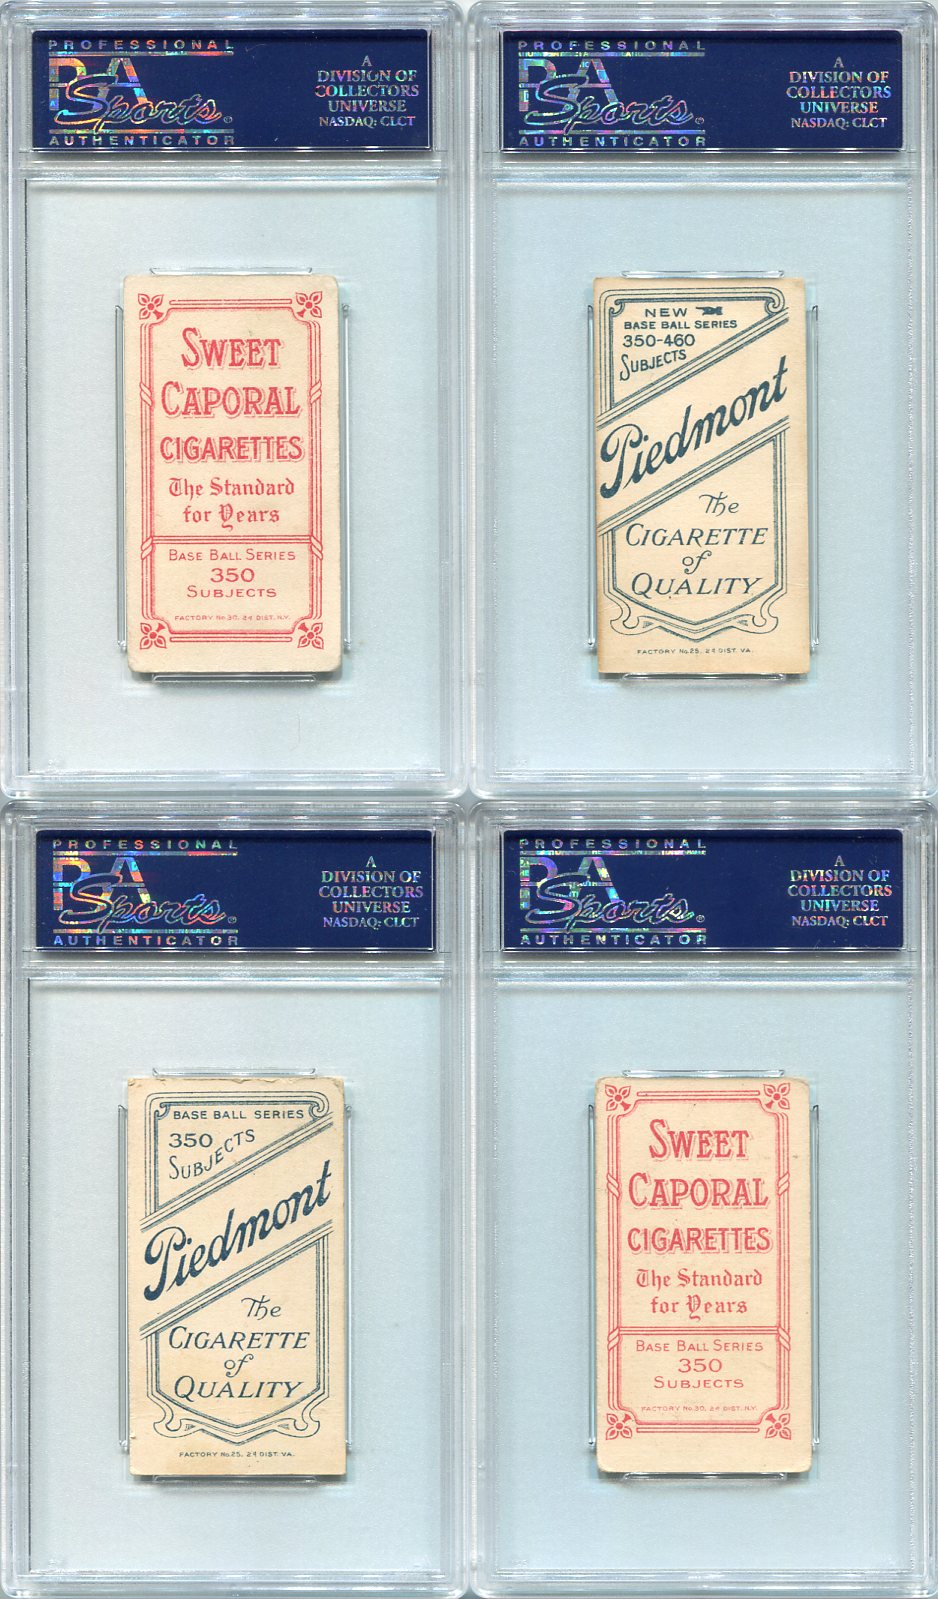 PROFESSIONAL
PSA
Sports®
AUTHENTICATOR
A
DIVISION OF
COLLECTORS
UNIVERSE
NASDAQ: CLCT
SWEET
CAPORAL
CIGARETTES
The Standard
for Years
BASE BALL SERIES
350
SUBJECTS
FACTORY No. 30, 2d DIST. N.Y.
PROFESSIONAL
PSA
Sports®
AUTHENTICATOR
A
DIVISION OF
COLLECTORS
UNIVERSE
NASDAQ: CLCT
NEW
BASE BALL SERIES
350-460
SUBJECTS
Piedmont
The
CIGARETTE
of
QUALITY
FACTORY No. 25, 2d DIST. VA.
PROFESSIONAL
PSA
Sports®
AUTHENTICATOR
A
DIVISION OF
COLLECTORS
UNIVERSE
NASDAQ: CLCT
BASE BALL SERIES
350
SUBJECTS
Piedmont
The
CIGARETTE
of
QUALITY
FACTORY No. 25, 2d DIST. VA.
PROFESSIONAL
PSA
Sports®
AUTHENTICATOR
A
DIVISION OF
COLLECTORS
UNIVERSE
NASDAQ: CLCT
SWEET
CAPORAL
CIGARETTES
The Standard
for Years
BASE BALL SERIES
350
SUBJECTS
FACTORY No. 30, 2d DIST. N.Y.